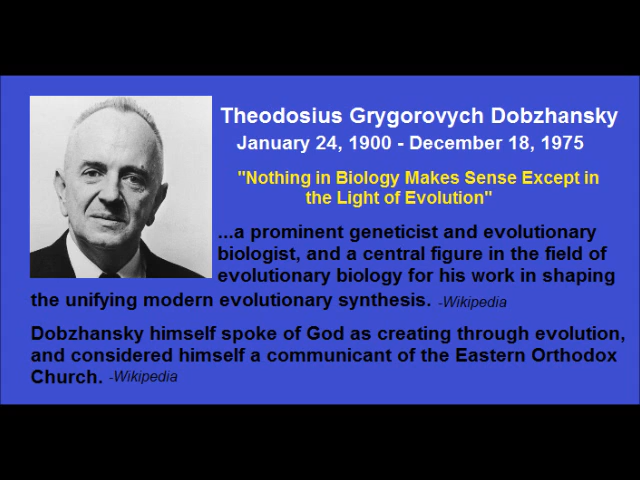 Theodosius Grygorovych Dobzhansky
January 24, 1900 - December 18, 1975
"Nothing in Biology Makes Sense Except in
the Light of Evolution"
...a prominent geneticist and evolutionary
biologist, and a central figure in the field of
evolutionary biology for his work in shaping
the unifying modern evolutionary synthesis. -Wikipedia
Dobzhansky himself spoke of God as creating through evolution,
and considered himself a communicant of the Eastern Orthodox
Church. -Wikipedia